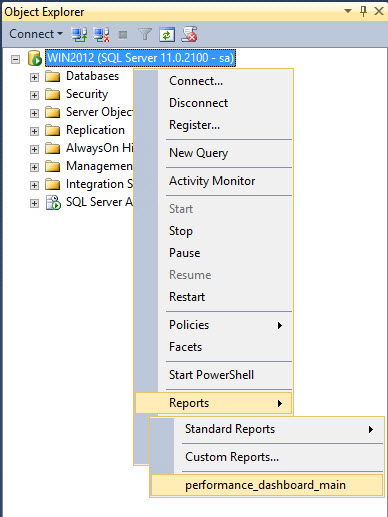 Object Explorer
Connect
WIN2012 (SQL Server 11.0.2100 - sa)
Databases
Security
Server Objec
Replication
AlwaysOn Hi
Management
Integration S
SQL Server A
Connect...
Disconnect
Register...
New Query
Activity Monitor
Start
Stop
Pause
Resume
Restart
Policies
Facets
Start PowerShell
Reports
Standard Reports
Custom Reports...
performance_dashboard_main